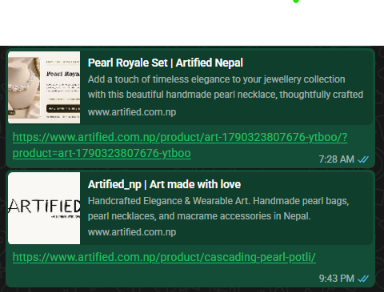 Pearl Royale Set | Artified Nepal
Add a touch of timeless elegance to your jewellery collection
with this beautiful handmade pearl necklace, thoughtfully crafted
www.artified.com.np
https://www.artified.com.np/product/art-1790323807676-ytboo/?
product=art-1790323807676-ytboo
7:28 AM
ARTIFIED
Artified_np | Art made with love
Handcrafted Elegance & Wearable Art. Handmade pearl bags,
pearl necklaces, and macrame accessories in Nepal.
www.artified.com.np
https://www.artified.com.np/product/cascading-pearl-potli/
9:43 PM